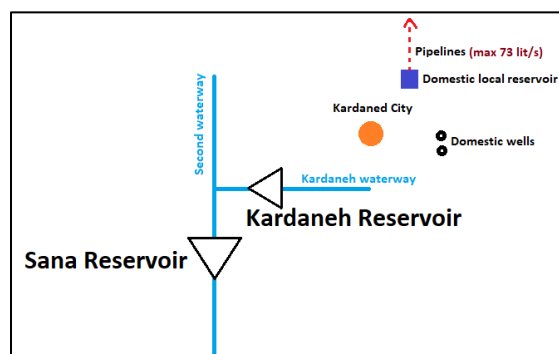 Pipelines (max 73 lit/s)
Domestic local reservoir
Second waterway
Kardaned City
Domestic wells
Kardaneh waterway
Kardaneh Reservoir
Sana Reservoir